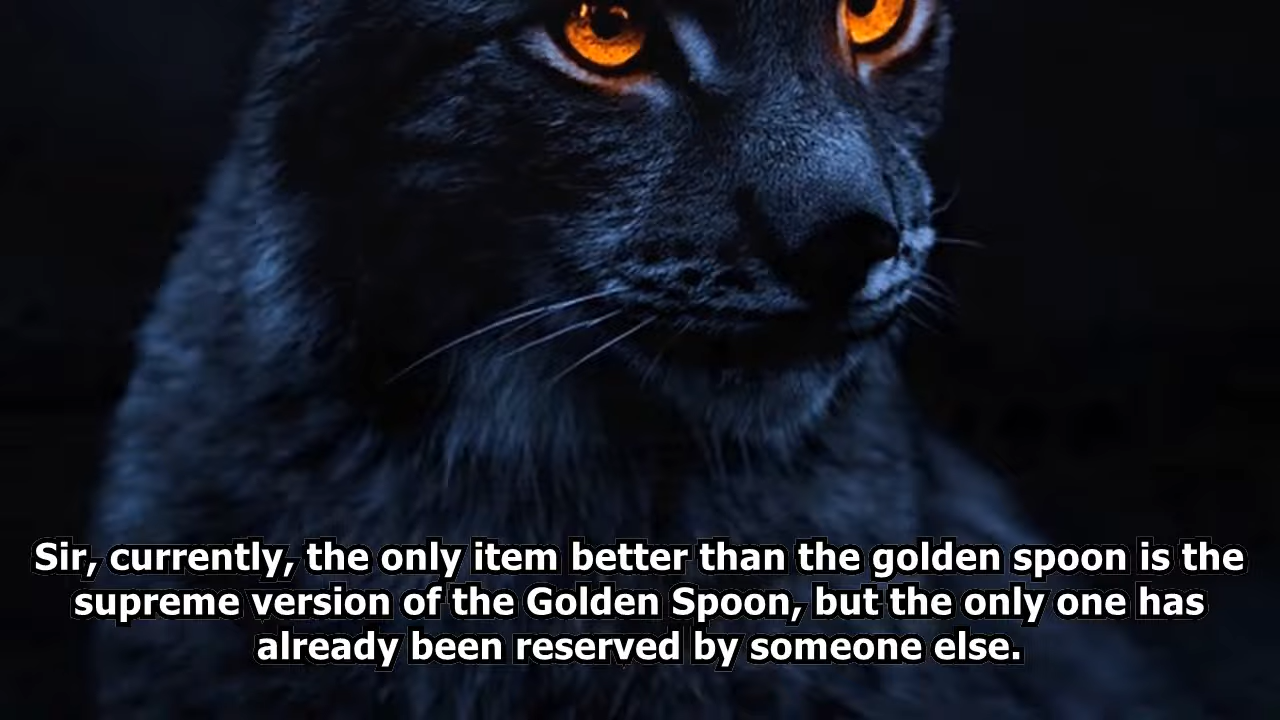 Sir, currently, the only item better than the golden spoon is the
supreme version of the Golden Spoon, but the only one has
already been reserved by someone else.